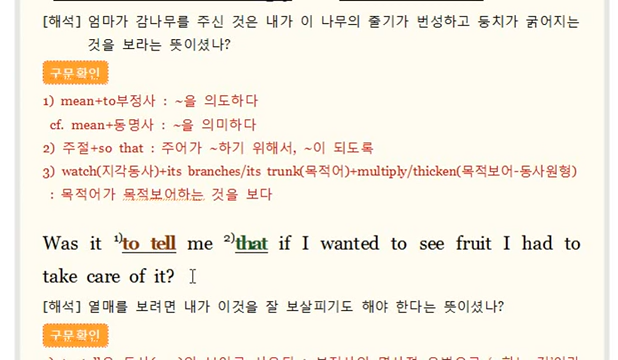 [해석] 엄마가 감나무를 주신 것은 내가 이 나무의 줄기가 번성하고 둥치가 굵어지는
것을 보라는 뜻이셨나?
구문확인
1) mean+to부정사 : ~을 의도하다
cf. mean+동명사 : ~을 의미하다
2) 주절+so that : 주어가 ~하기 위해서, ~이 되도록
3) watch(지각동사)+its branches/its trunk(목적어)+multiply/thicken(목적보어-동사원형)
: 목적어가 목적보어하는 것을 보다
Was it 1)to tell me 2)that if I wanted to see fruit I had to
take care of it?
[해석] 열매를 보려면 내가 이것을 잘 보살피기도 해야 한다는 뜻이셨나?
구문확인